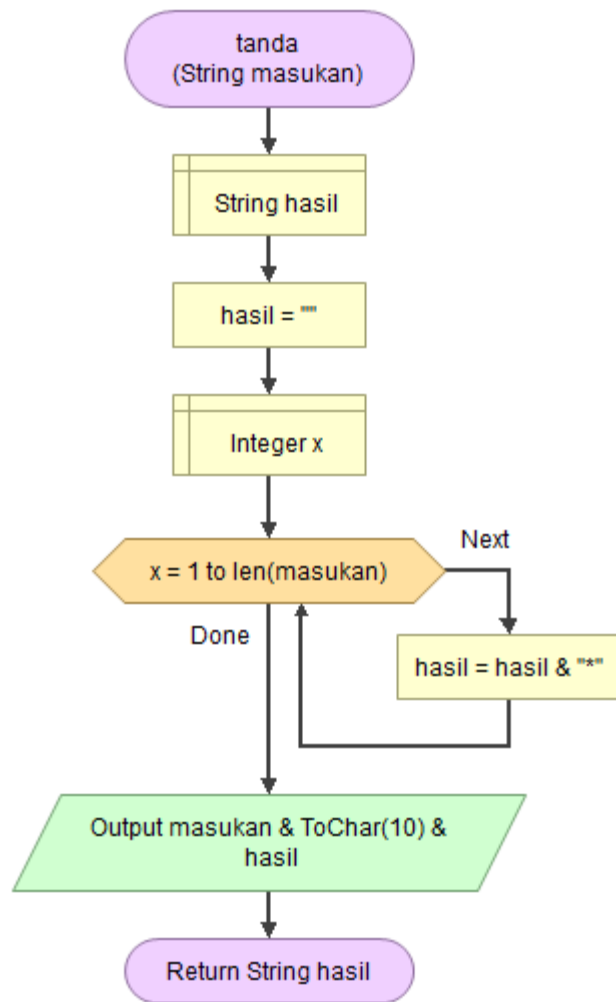 tanda
(String masukan)
String hasil
hasil = ""
Integer x
x = 1 to len(masukan)
Next
Done
hasil = hasil & "*"
Output masukan & ToChar(10) &
hasil
Return String hasil